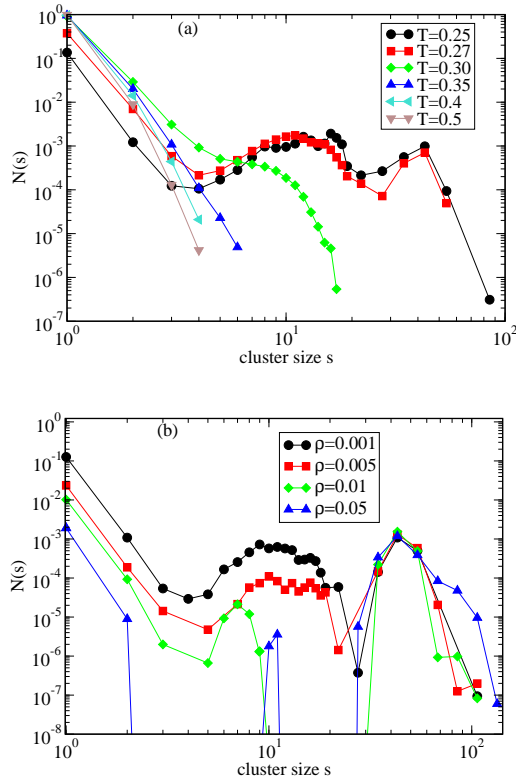 (a)
T=0.25
T=0.27
T=0.30
T=0.35
T=0.4
T=0.5
N(s)
10^0
10^-1
10^-2
10^-3
10^-4
10^-5
10^-6
10^-7
10^0 10^1 10^2
cluster size s
(b)
ρ=0.001
ρ=0.005
ρ=0.01
ρ=0.05
N(s)
10^0
10^-1
10^-2
10^-3
10^-4
10^-5
10^-6
10^-7
10^-8
10^0 10^1 10^2
cluster size s